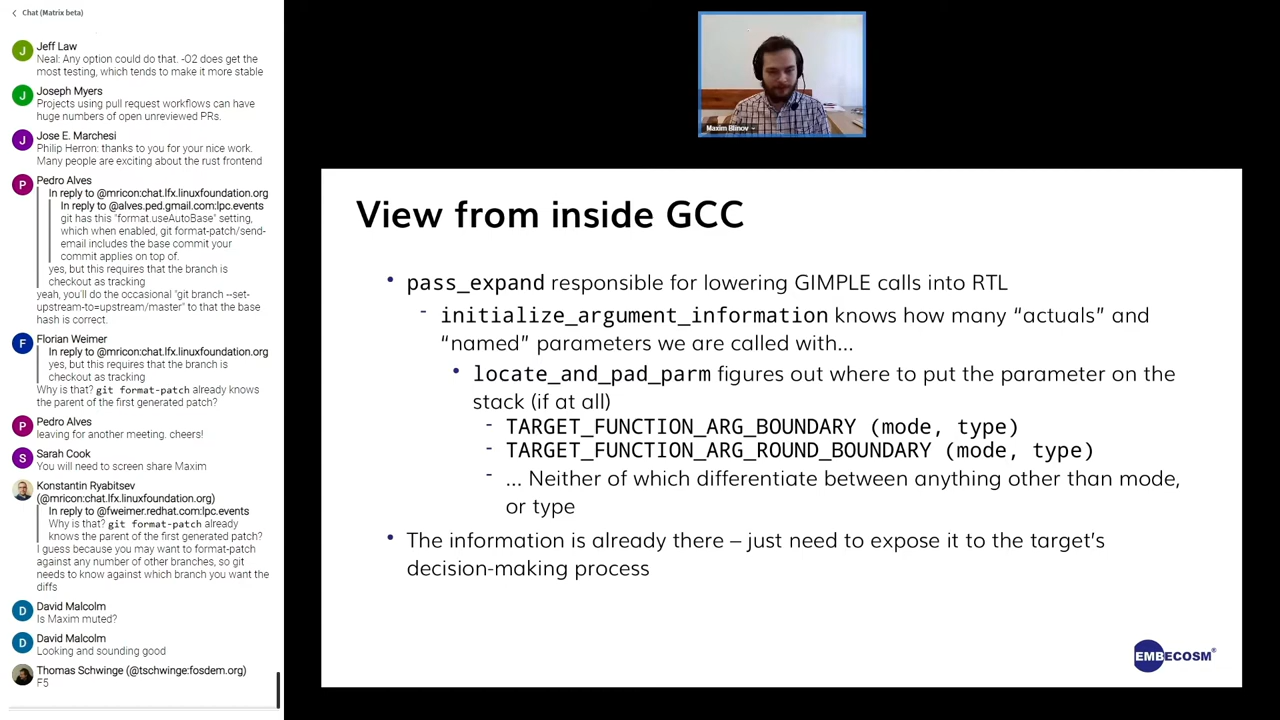 Chat (Matrix beta)
Jeff Law
Neal: Any option could do that. -O2 does get the
most testing, which tends to make it more stable
Joseph Myers
Projects using pull request workflows can have
huge numbers of open unreviewed PRs.
Jose E. Marchesi
Philip Herron: thanks to you for your nice work.
Many people are exciting about the rust frontend
Pedro Alves
In reply to @mricon:chat.lfx.linuxfoundation.org
In reply to @alves.ped.gmail.com:lpc.events
git has this "format.useAutoBase" setting,
which when enabled, git format-patch/send-
email includes the base commit your
commit applies on top of.
yes, but this requires that the branch is
checkout as tracking
yeah, you'll do the occasional "git branch --set-
upstream-to=upstream/master" to that the base
hash is correct.
Florian Weimer
In reply to @mricon:chat.lfx.linuxfoundation.org
yes, but this requires that the branch is
checkout as tracking
Why is that? git format-patch already knows
the parent of the first generated patch?
Pedro Alves
leaving for another meeting. cheers!
Sarah Cook
You will need to screen share Maxim
Konstantin Ryabitsev
(@mricon:chat.lfx.linuxfoundation.org)
In reply to @fweimer.redhat.com:lpc.events
Why is that? git format-patch already
knows the parent of the first generated patch?
I guess because you may want to format-patch
against any number of other branches, so git
needs to know against which branch you want the
diffs
David Malcolm
Is Maxim muted?
David Malcolm
Looking and sounding good
Thomas Schwinge (@tschwinge:fosdem.org)
F5
Maxim Blinov
View from inside GCC
• pass_expand responsible for lowering GIMPLE calls into RTL
- initialize_argument_information knows how many “actuals” and
“named” parameters we are called with...
• locate_and_pad_parm figures out where to put the parameter on the
stack (if at all)
- TARGET_FUNCTION_ARG_BOUNDARY (mode, type)
- TARGET_FUNCTION_ARG_ROUND_BOUNDARY (mode, type)
- ... Neither of which differentiate between anything other than mode,
or type
• The information is already there – just need to expose it to the target’s
decision-making process
EMBECOSM®